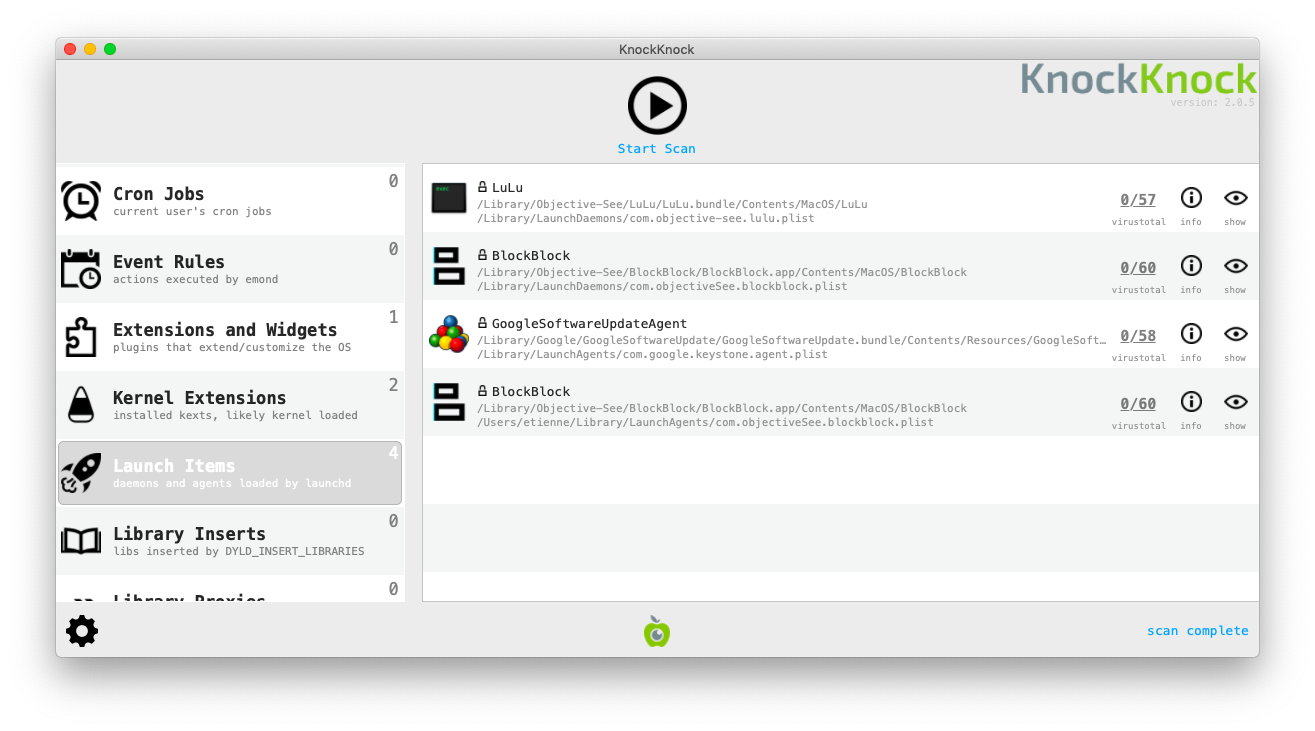 KnockKnock
KnockKnock
version: 2.0.5
Start Scan
Cron Jobs
current user's cron jobs
0
Event Rules
actions executed by emond
0
Extensions and Widgets
plugins that extend/customize the OS
1
Kernel Extensions
installed kexts, likely kernel loaded
2
Launch Items
daemons and agents loaded by launchd
4
Library Inserts
libs inserted by DYLD_INSERT_LIBRARIES
0
Library Proxies
0
exec
LuLu
/Library/Objective-See/LuLu/LuLu.bundle/Contents/MacOS/LuLu
/Library/LaunchDaemons/com.objective-see.lulu.plist
0/57
virustotal info show
BlockBlock
/Library/Objective-See/BlockBlock/BlockBlock.app/Contents/MacOS/BlockBlock
/Library/LaunchDaemons/com.objectiveSee.blockblock.plist
0/60
virustotal info show
GoogleSoftwareUpdateAgent
/Library/Google/GoogleSoftwareUpdate/GoogleSoftwareUpdate.bundle/Contents/Resources/GoogleSoft…
/Library/LaunchAgents/com.google.keystone.agent.plist
0/58
virustotal info show
BlockBlock
/Library/Objective-See/BlockBlock/BlockBlock.app/Contents/MacOS/BlockBlock
/Users/etienne/Library/LaunchAgents/com.objectiveSee.blockblock.plist
0/60
virustotal info show
scan complete